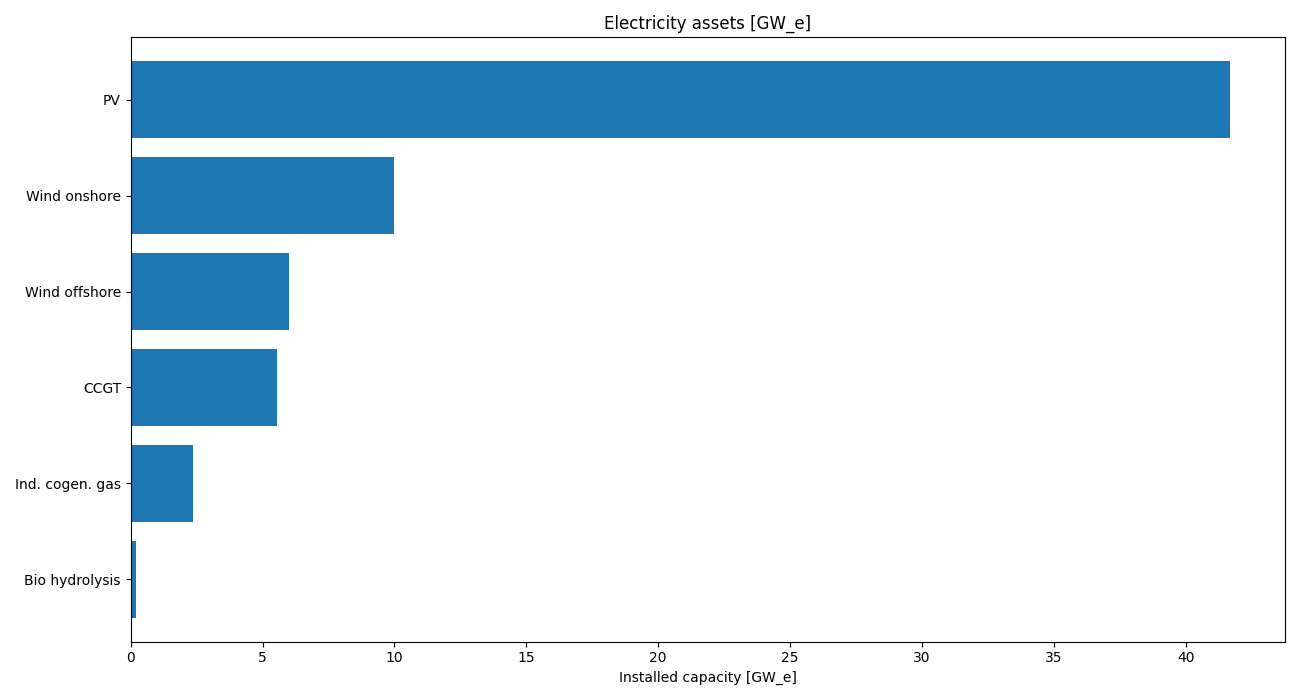 Electricity assets [GW_e]
PV
Wind onshore
Wind offshore
CCGT
Ind. cogen. gas
Bio hydrolysis
0 5 10 15 20 25 30 35 40
Installed capacity [GW_e]